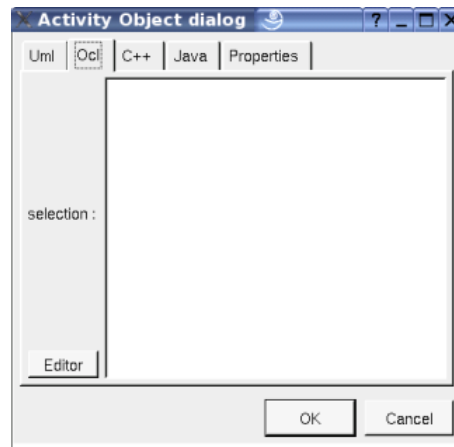 Activity Object dialog
Uml Ocl C++ Java Properties
selection :
Editor
OK Cancel